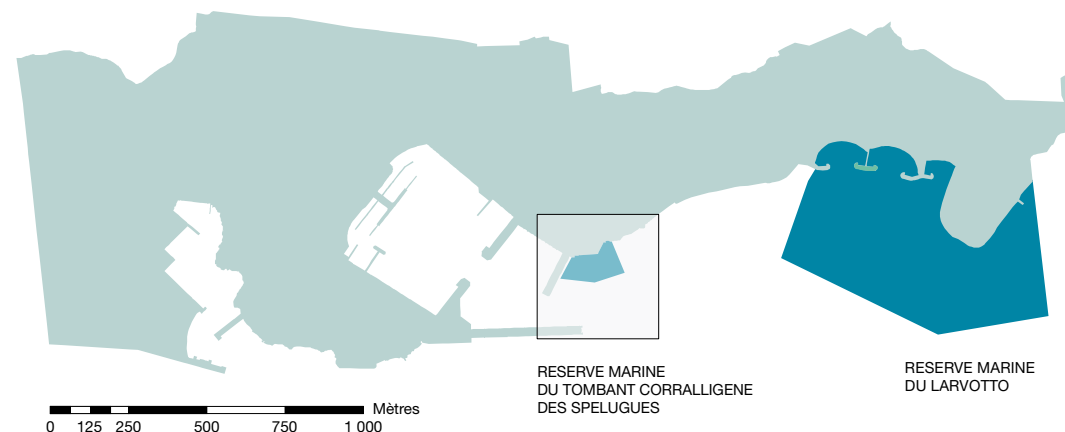 RESERVE MARINE
DU TOMBANT CORRALLIGENE
DES SPELUGUES
RESERVE MARINE
DU LARVOTTO
Mètres
0 125 250 500 750 1 000